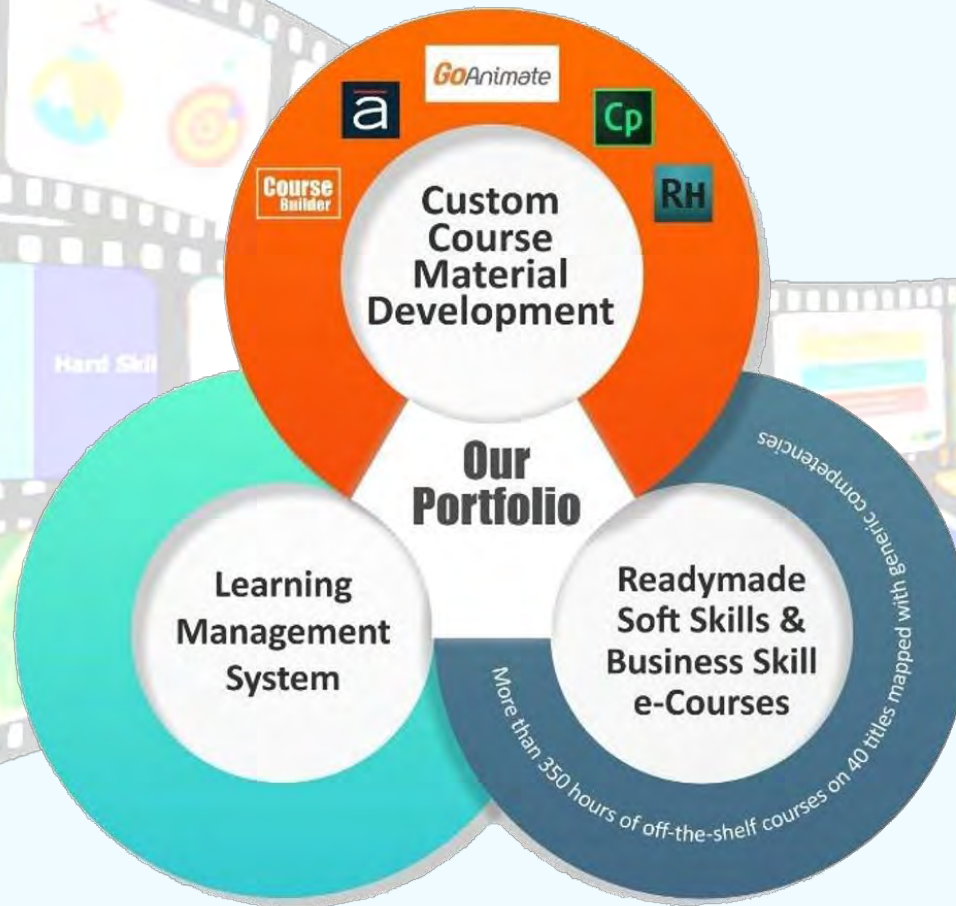 GoAnimate
a
Cp
Course
Builder
RH
Custom
Course
Material
Development
Hard Skil
Our
Portfolio
Learning
Management
System
Readymade
Soft Skills &
Business Skill
e-Courses
More than 350 hours of off-the-shelf courses on 40 titles mapped with generic competencies